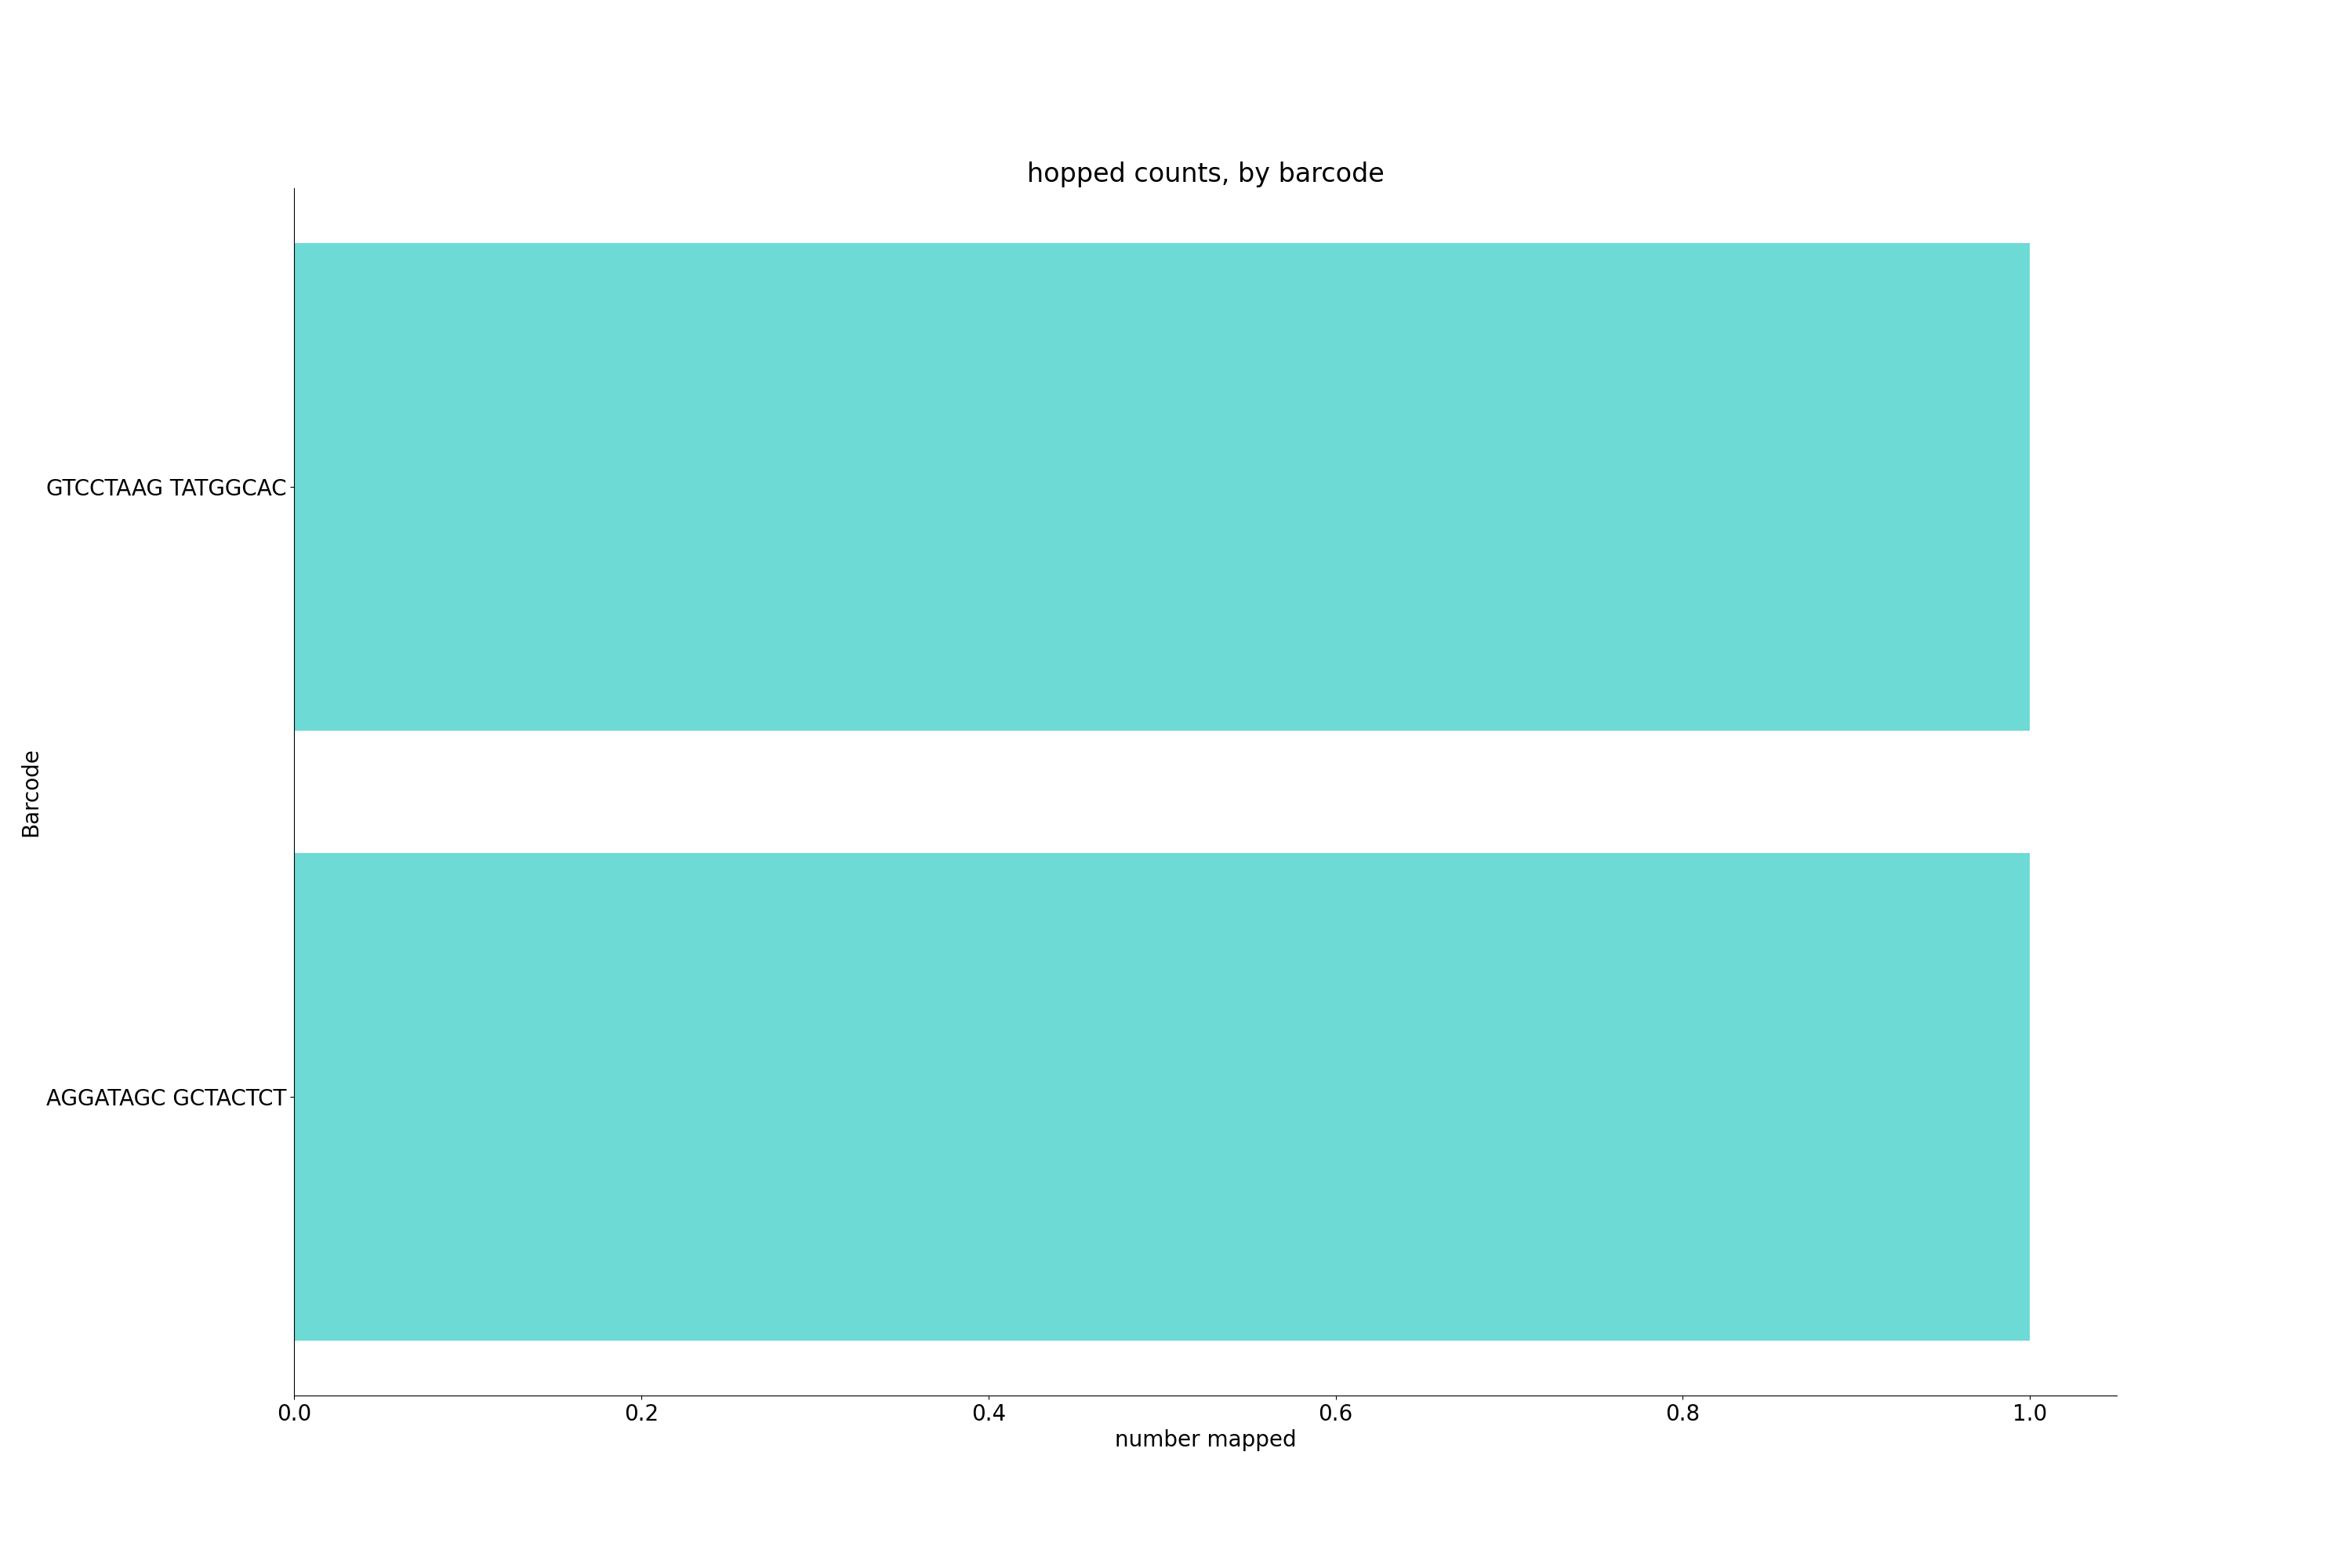 hopped counts, by barcode
GTCCTAAG TATGGCAC
Barcode
AGGATAGC GCTACTCT
0.0 0.2 0.4 0.6 0.8 1.0
number mapped